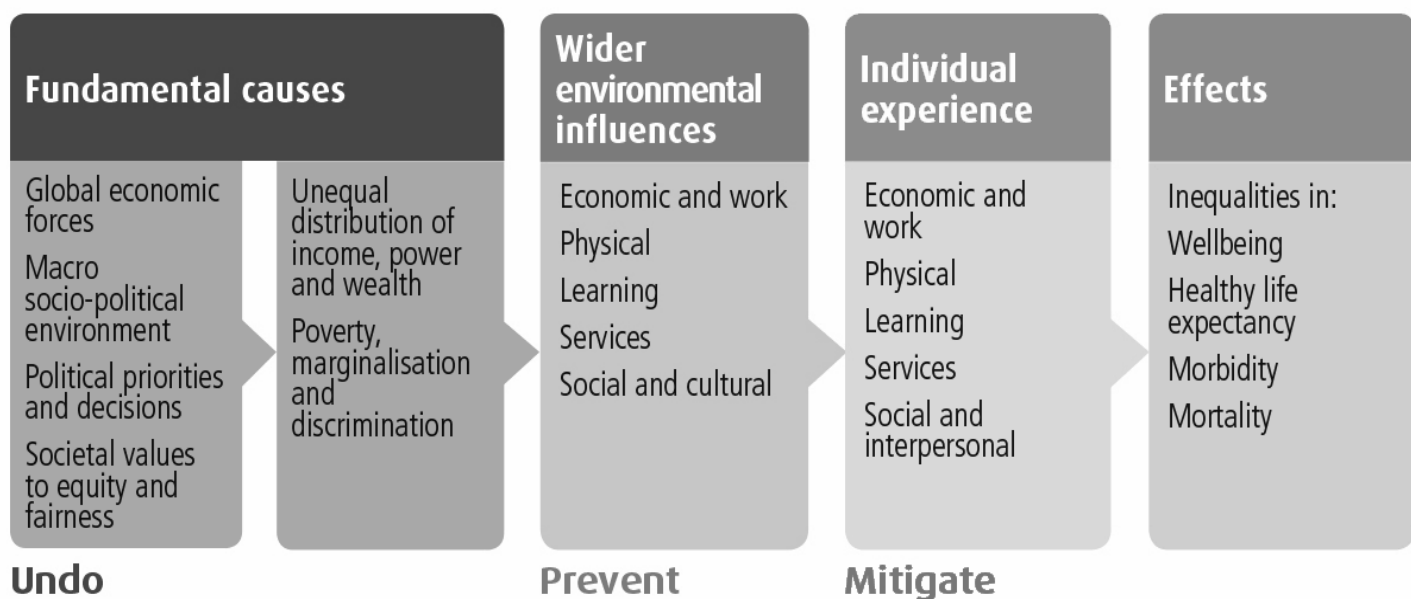 Fundamental causes
Global economic
forces
Macro
socio-political
environment
Political priorities
and decisions
Societal values
to equity and
fairness
Unequal
distribution of
income, power
and wealth
Poverty,
marginalisation
and
discrimination
Undo
Wider
environmental
influences
Economic and work
Physical
Learning
Services
Social and cultural
Prevent
Individual
experience
Economic and
work
Physical
Learning
Services
Social and
interpersonal
Mitigate
Effects
Inequalities in:
Wellbeing
Healthy life
expectancy
Morbidity
Mortality